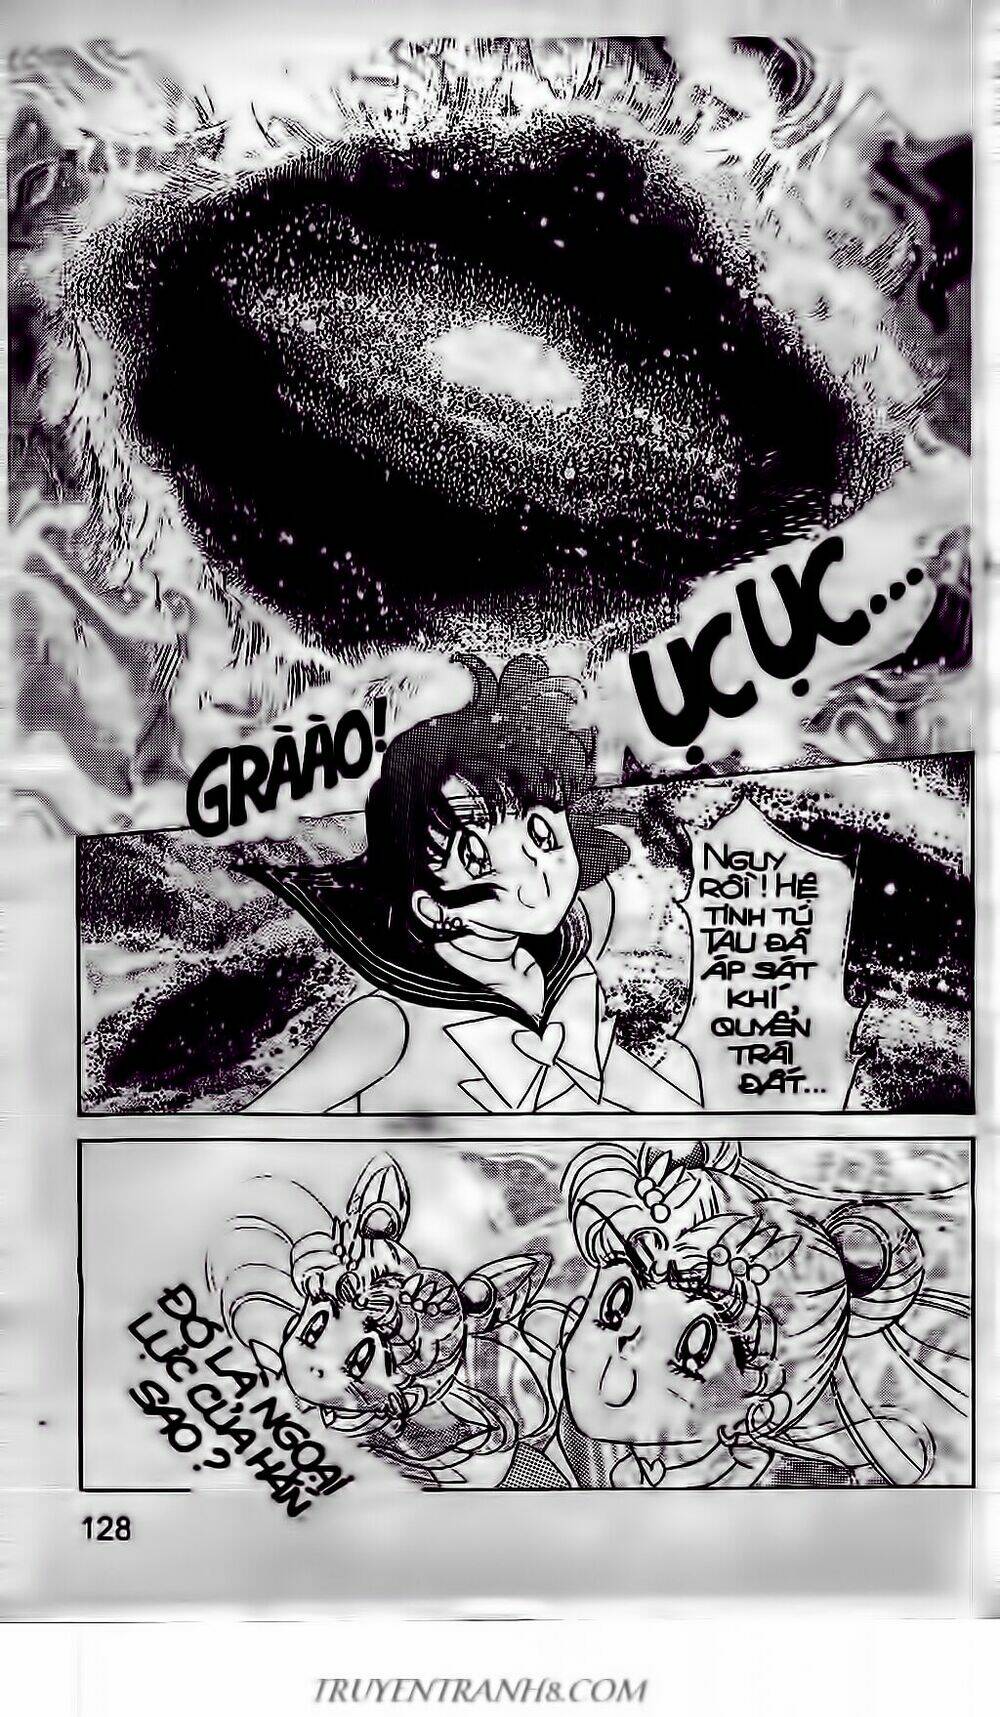 ỤC ỤC...
GRÀÀO!
NGUY
RỒI! HỆ
TINH TÚ
TAU ĐÃ
ÁP SÁT
KHÍ
QUYỂN
TRÁI
ĐẤT...
ĐÓ LÀ NGOẠI
LỰC CỦA HÀN
SAO?
128
TRUYENTRANH8.COM